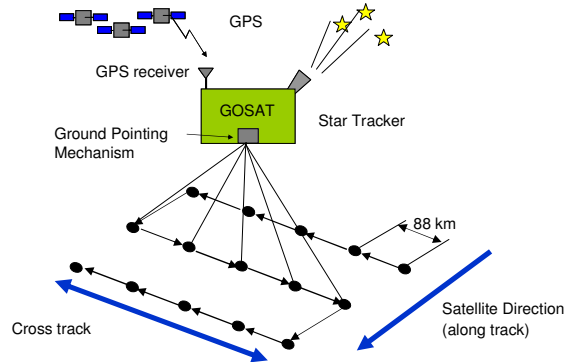 GPS
GPS receiver
GOSAT
Star Tracker
Ground Pointing
Mechanism
88 km
Satellite Direction
(along track)
Cross track